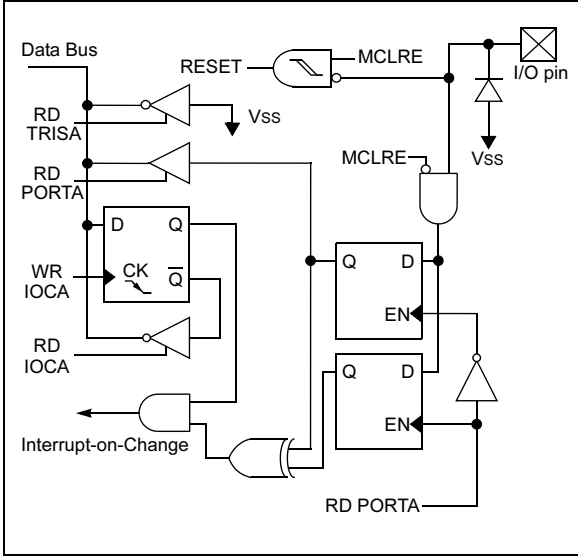 Data Bus
RESET
MCLRE
I/O pin
RD
TRISA
VSS
VSS
MCLRE
RD
PORTA
D
Q
WR
IOCA
CK
Q
Q
D
EN
RD
IOCA
Q
D
EN
Interrupt-on-Change
RD PORTA